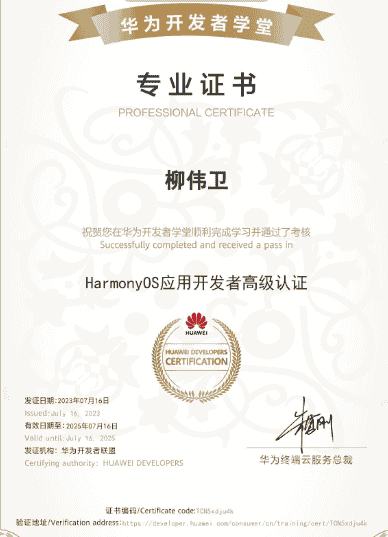 华为开发者学堂
专业证书
PROFESSIONAL CERTIFICATE
柳伟卫
祝贺您在华为开发者学堂顺利完成学习并通过了考核
Successfully completed and received a pass in
HarmonyOS应用开发者高级认证
HUAWEI
HUAWEI DEVELOPERS
CERTIFICATION
发证日期:2023年07月16日
Issued:July 16, 2023
有效日期至:2025年07月16日
Valid until:July 16, 2025
发证机构:华为开发者联盟
Certifying authority: HUAWEI DEVELOPERS
华为终端云服务总裁
证书编码/Certificate code:TCN5xdju4k
验证地址/Verification address:https://developer.huawei com/consumer/cn/training/cert/TCN5xdju4k